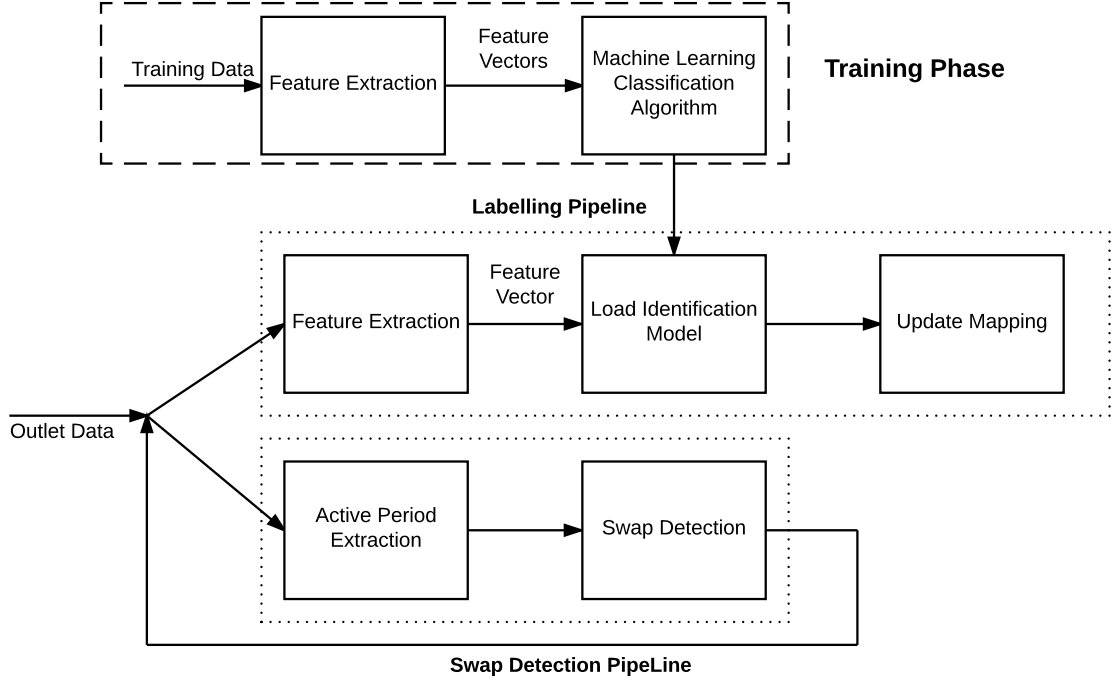 Training Data
Feature Extraction
Feature
Vectors
Machine Learning
Classification
Algorithm
Training Phase
Labelling Pipeline
Feature Extraction
Feature
Vector
Load Identification
Model
Update Mapping
Outlet Data
Active Period
Extraction
Swap Detection
Swap Detection PipeLine